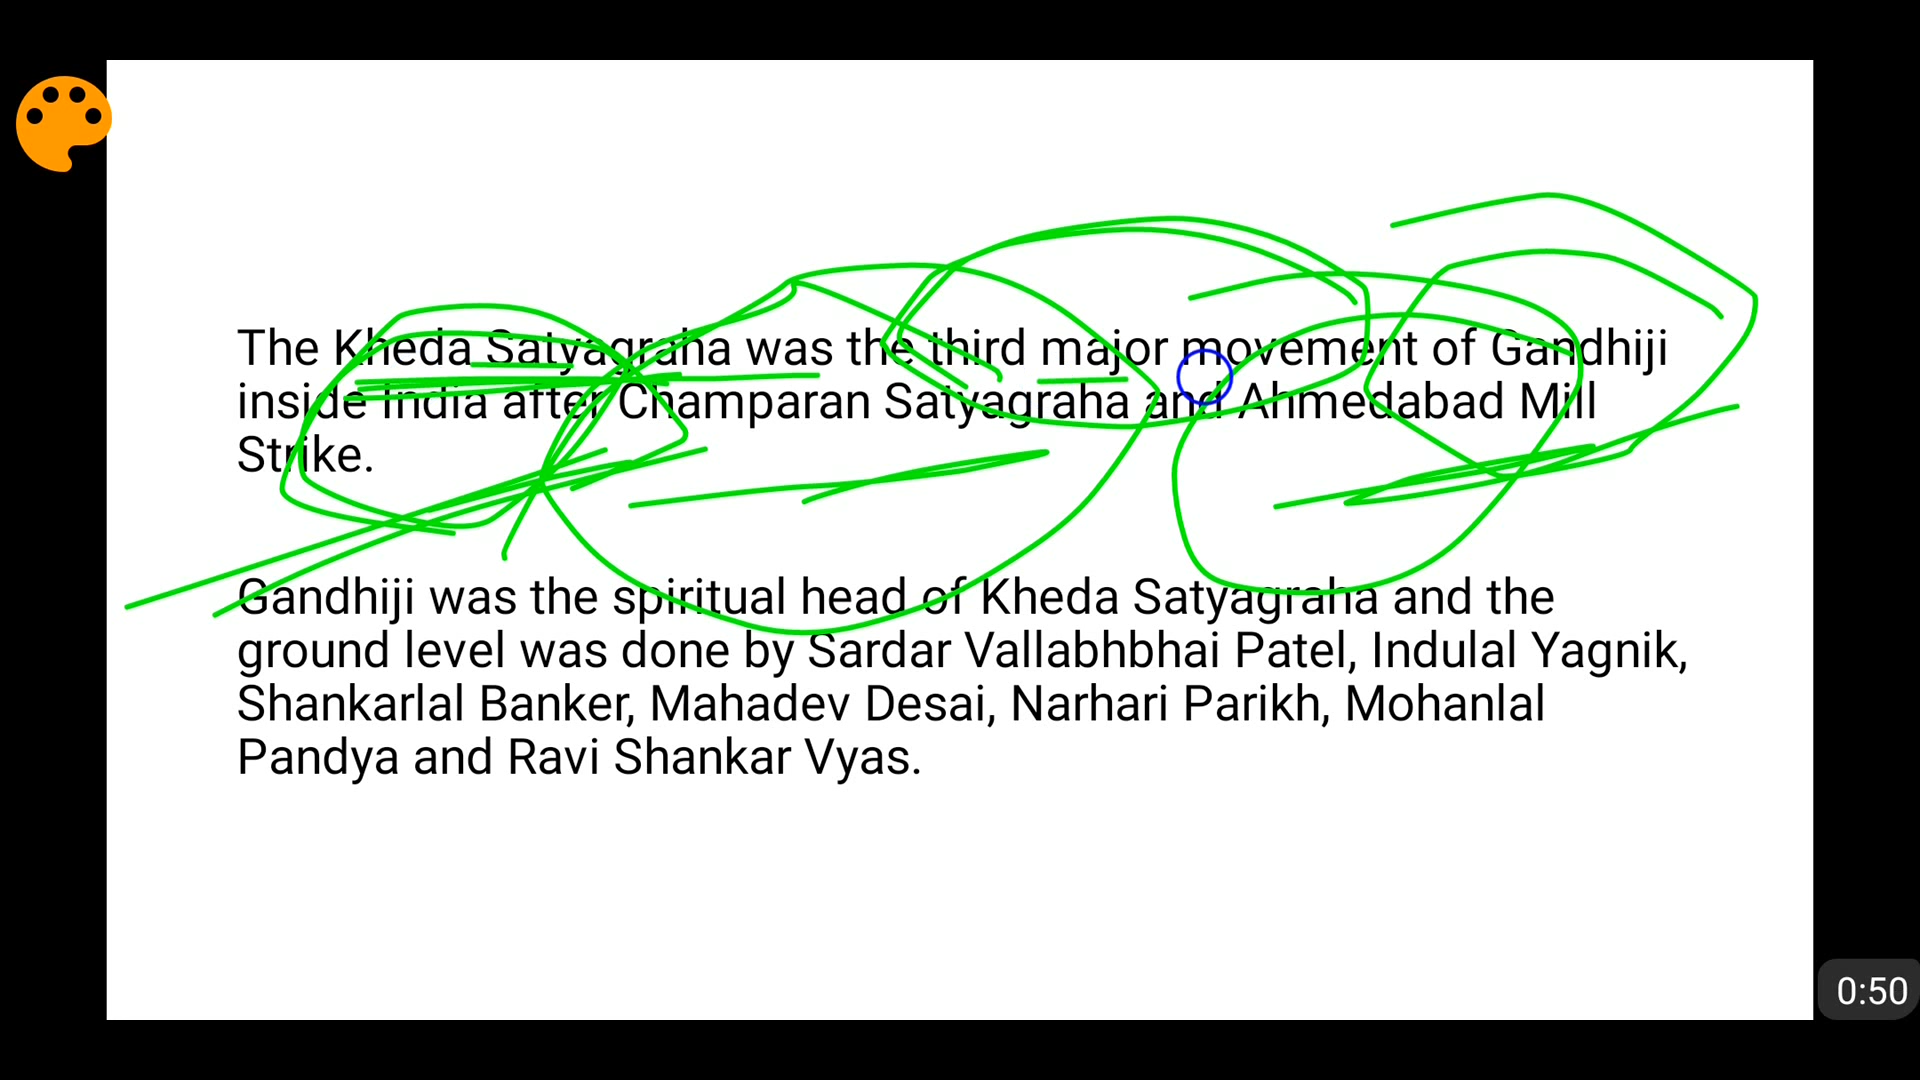 The Kheda Satyagraha was the third major movement of Gandhiji
inside India after Champaran Satyagraha and Ahmedabad Mill
Strike.
Gandhiji was the spiritual head of Kheda Satyagraha and the
ground level was done by Sardar Vallabhbhai Patel, Indulal Yagnik,
Shankarlal Banker, Mahadev Desai, Narhari Parikh, Mohanlal
Pandya and Ravi Shankar Vyas.
0:50